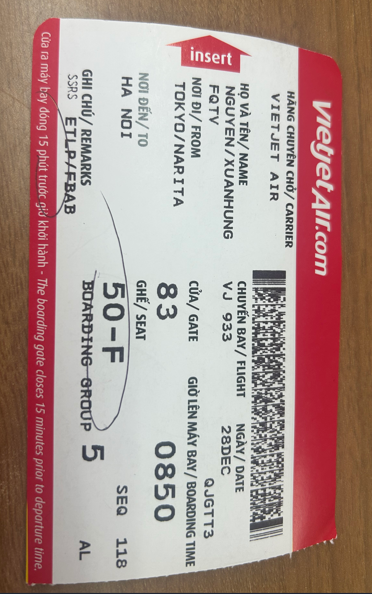 vietjetAir.com
HÃNG CHUYÊN CHỞ/ CARRIER
VIETJET AIR
insert
HỌ VÀ TÊN/ NAME
NGUYEN/XUANHUNG
FQTV
CHUYẾN BAY/ FLIGHT
VJ 933
NGÀY/ DATE
28DEC
QJGTT3
NƠI ĐI/ FROM
TOKYO/NARITA
CỬA/ GATE
83
GIỜ LÊN MÁY BAY/ BOARDING TIME
0850
NƠI ĐẾN/ TO
HA NOI
GHẾ/ SEAT
50-F
SEQ 118
GHI CHÚ/ REMARKS
SSRS ETLP/FBAB
BOARDING GROUP 5
AL
Cửa ra máy bay đóng 15 phút trước giờ khởi hành - The boarding gate closes 15 minutes prior to departure time.